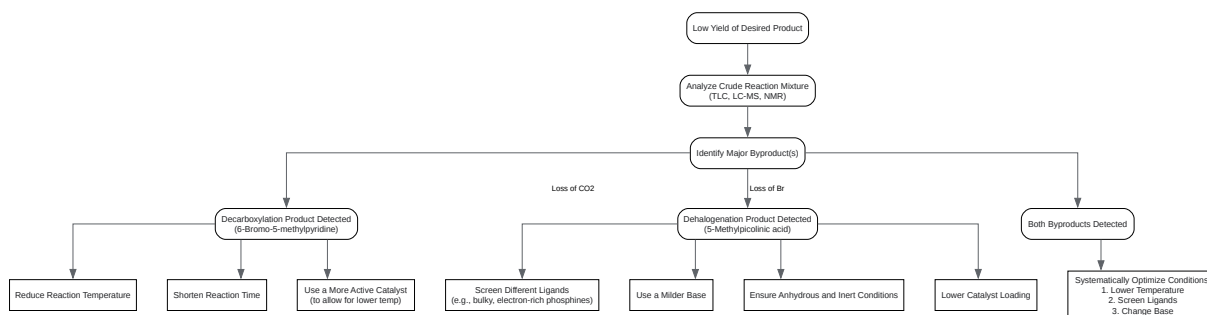 Low Yield of Desired Product
Analyze Crude Reaction Mixture
(TLC, LC-MS, NMR)
Identify Major Byproduct(s)
Loss of CO2
Loss of Br
Decarboxylation Product Detected
(6-Bromo-5-methylpyridine)
Dehalogenation Product Detected
(5-Methylpicolinic acid)
Both Byproducts Detected
Reduce Reaction Temperature
Shorten Reaction Time
Use a More Active Catalyst
(to allow for lower temp)
Screen Different Ligands
(e.g., bulky, electron-rich phosphines)
Use a Milder Base
Ensure Anhydrous and Inert Conditions
Lower Catalyst Loading
Systematically Optimize Conditions
1. Lower Temperature
2. Screen Ligands
3. Change Base